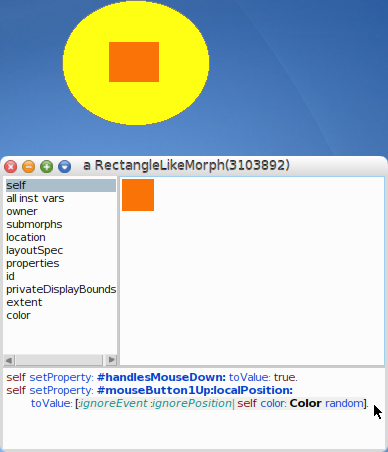 a RectangleLikeMorph(3103892)
self
all inst vars
owner
submorphs
location
layoutSpec
properties
id
privateDisplayBounds
extent
color
self setProperty: #handlesMouseDown: toValue: true.
self setProperty: #mouseButton1Up:localPosition:
toValue: [:ignoreEvent :ignorePosition| self color: Color random].